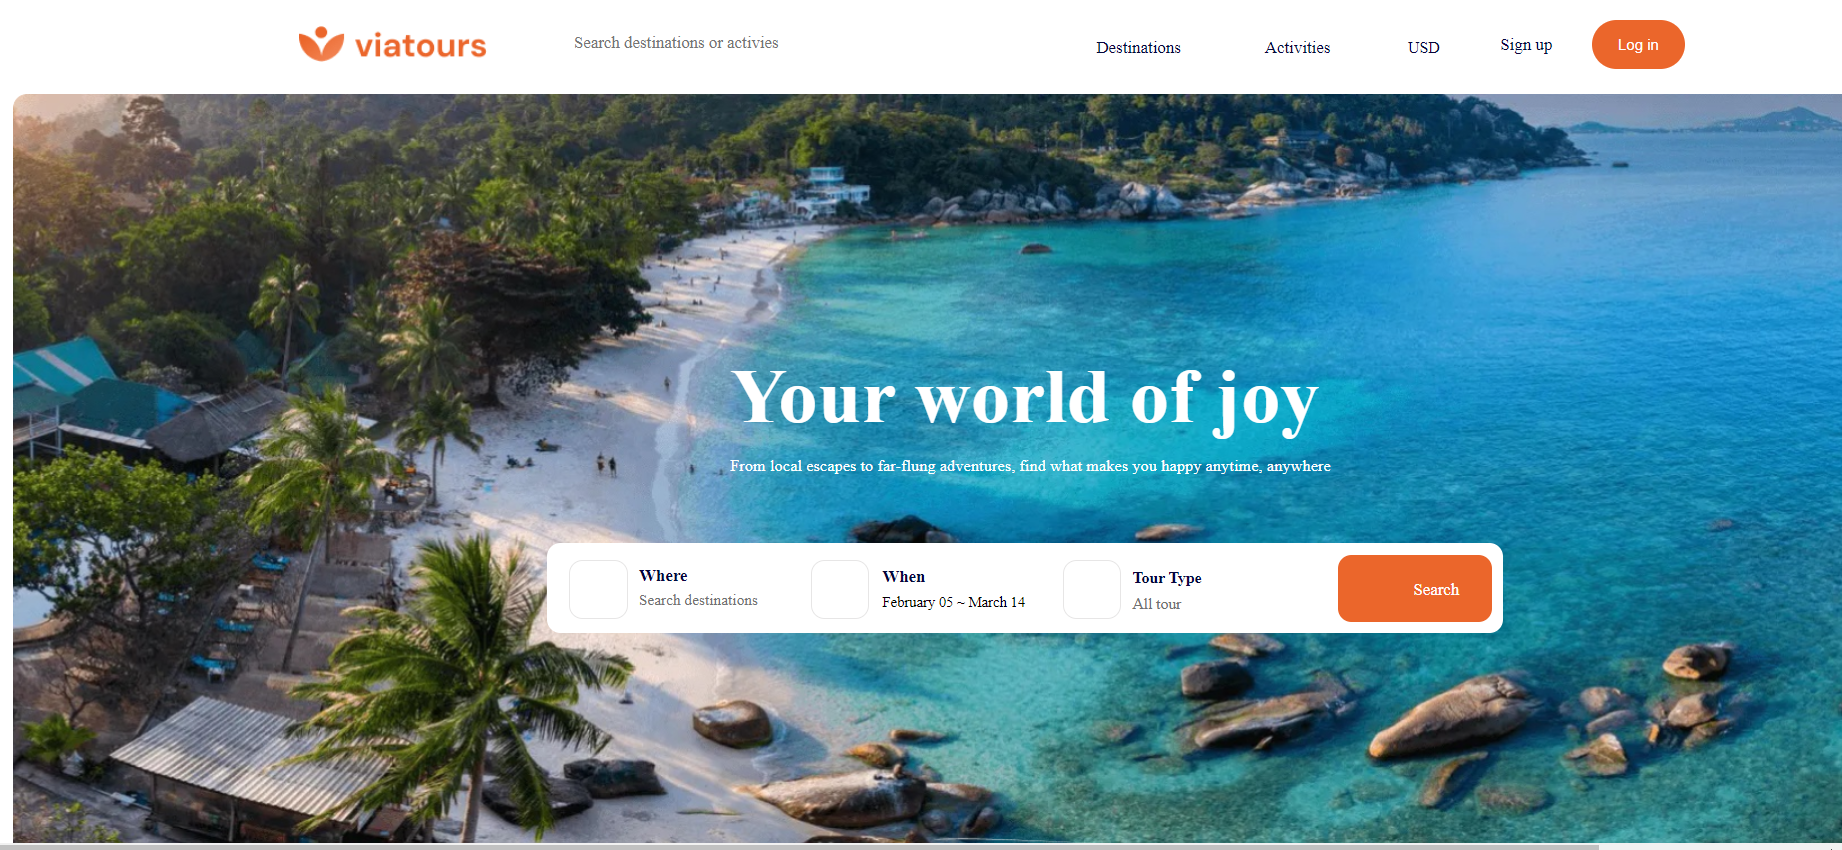 viatours
Search destinations or activies
Destinations
Activities
USD
Sign up
Log in
Your world of joy
From local escapes to far-flung adventures, find what makes you happy anytime, anywhere
Where
Search destinations
When
February 05 ~ March 14
Tour Type
All tour
Search